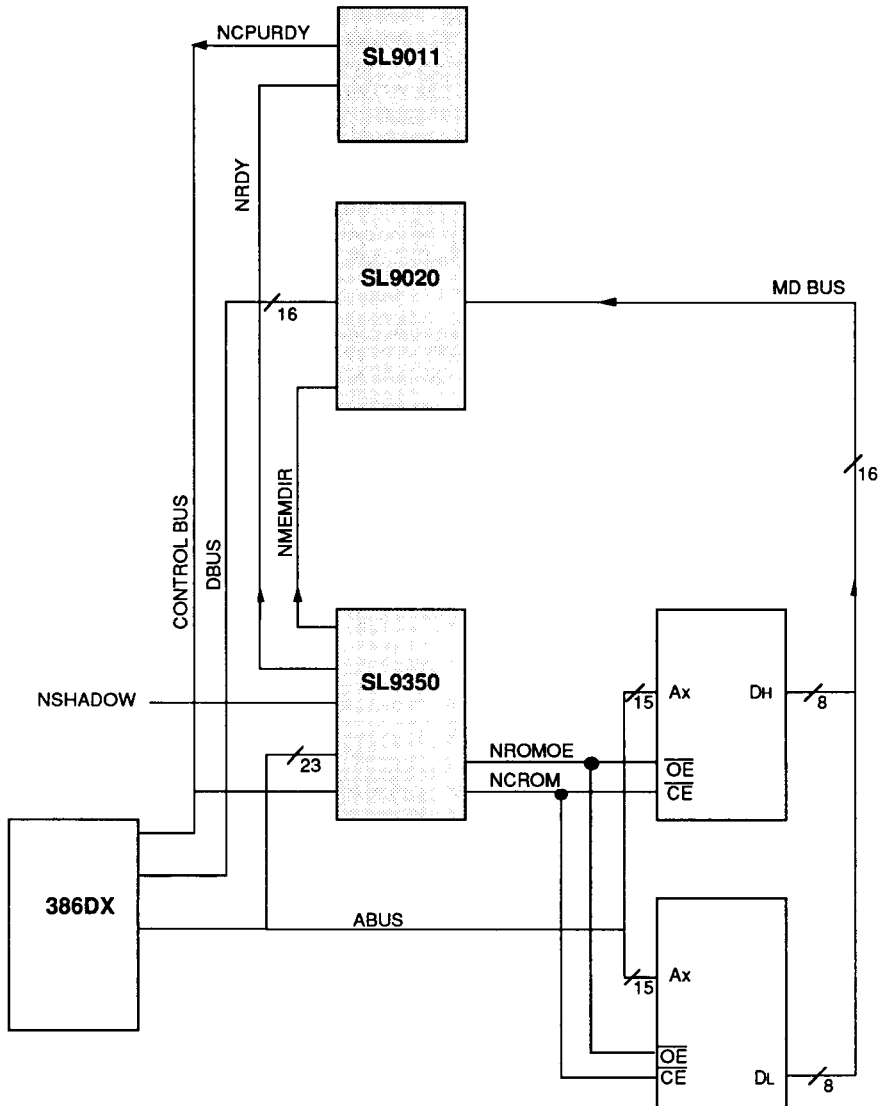 NCPURDY
SL9011
NRDY
SL9020
MD BUS
16
16
NMEMDIR
CONTROL BUS
DBUS
SL9350
NSHADOW
15
Ax
DH
8
23
NROMOE
OE
NCROM
CE
386DX
ABUS
15
Ax
OE
CE
DL
8